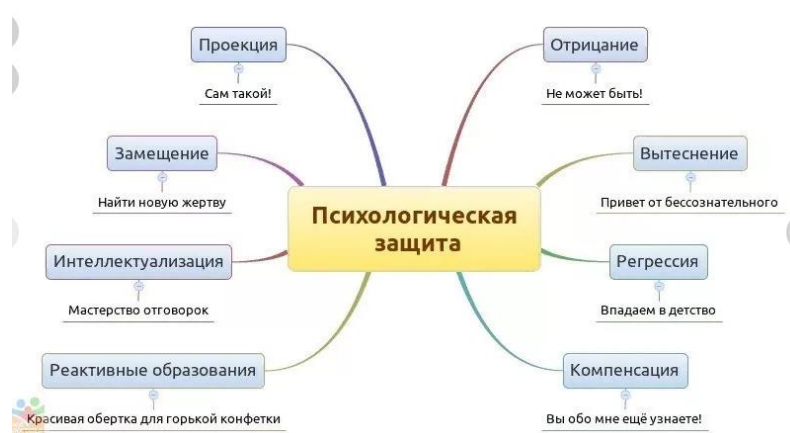 Проекция
Сам такой!
Отрицание
Не может быть!
Замещение
Найти новую жертву
Вытеснение
Привет от бессознательного
Психологическая
защита
Интеллектуализация
Мастерство отговорок
Регрессия
Впадаем в детство
Реактивные образования
Красивая обертка для горькой конфетки
Компенсация
Вы обо мне ещё узнаете!